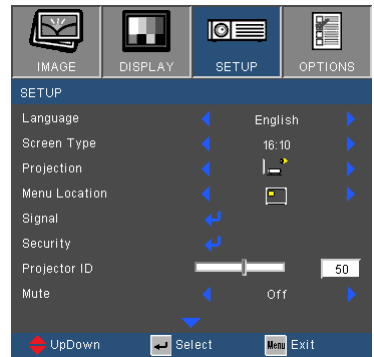 IMAGE DISPLAY SETUP OPTIONS
SETUP
Language English
Screen Type 16:10
Projection
Menu Location
Signal
Security
Projector ID 50
Mute Off
UpDown Select Menu Exit